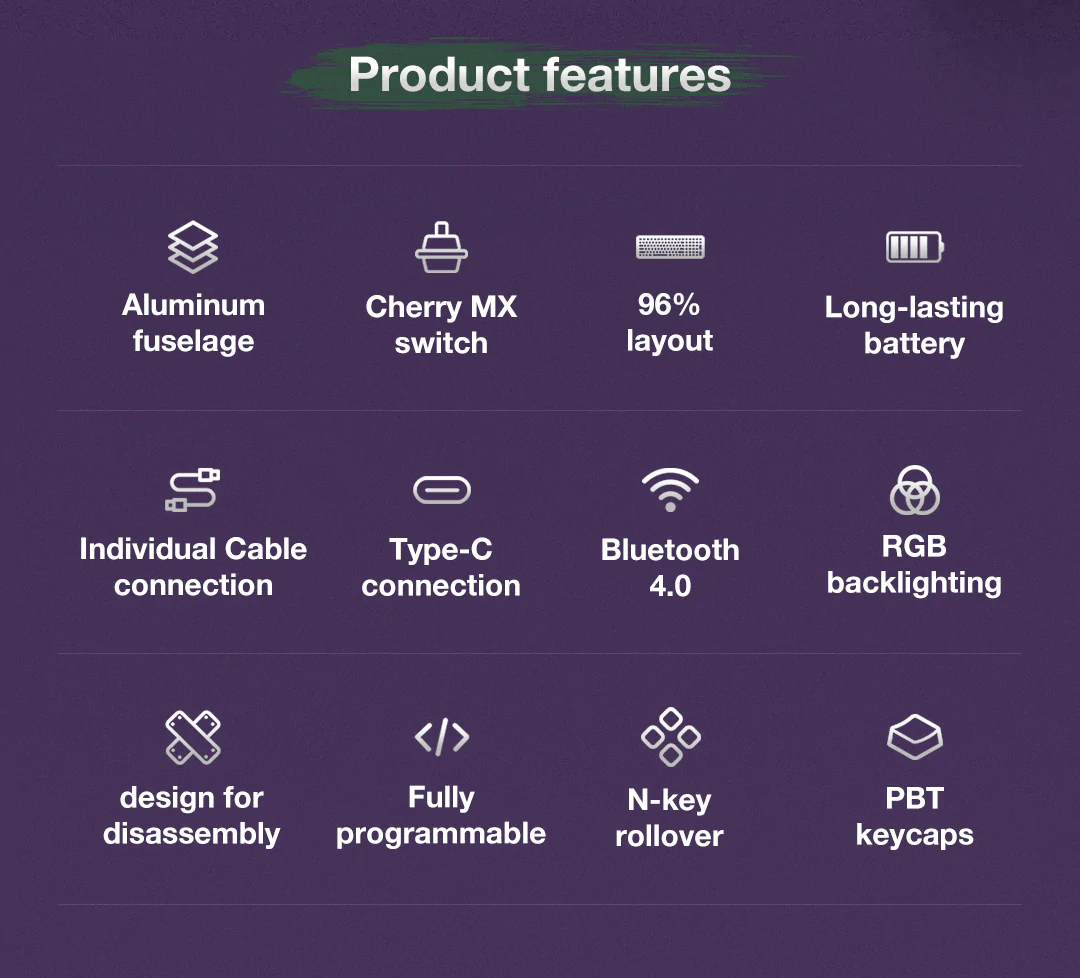 Product features
Aluminum
fuselage
Cherry MX
switch
96%
layout
Long-lasting
battery
Individual Cable
connection
Type-C
connection
Bluetooth
4.0
RGB
backlighting
design for
disassembly
Fully
programmable
N-key
rollover
PBT
keycaps